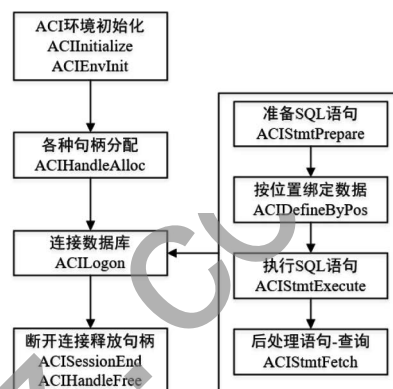 ACI环境初始化
ACIInitialize
ACIEnvInit
各种句柄分配
ACIHandleAlloc
连接数据库
ACILogon
断开连接释放句柄
ACISessionEnd
ACIHandleFree
准备SQL语句
ACIStmtPrepare
按位置绑定数据
ACIDefineByPos
执行SQL语句
ACIStmtExecute
后处理语句-查询
ACIStmtFetch